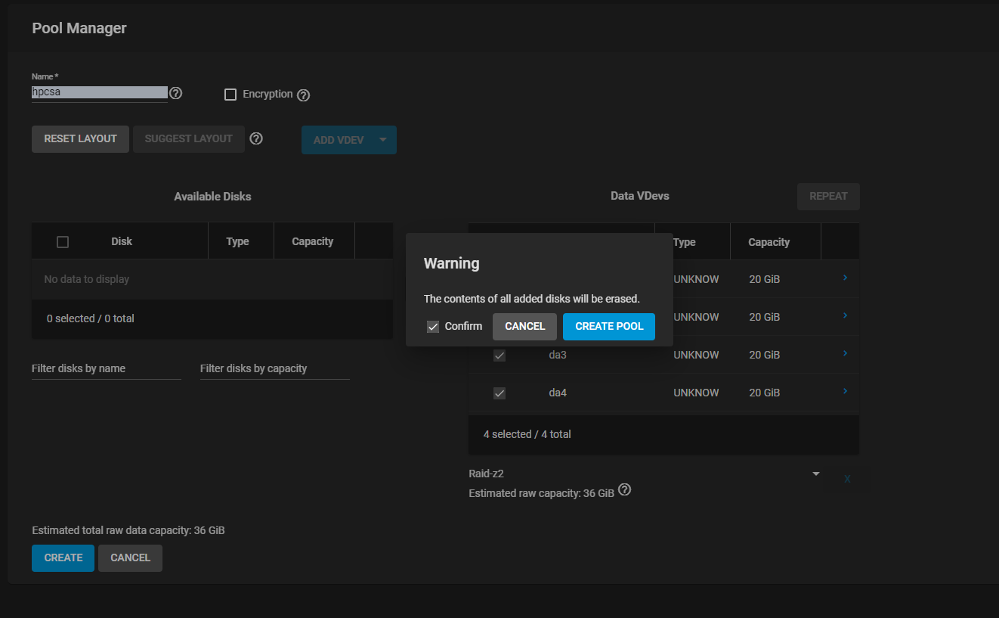 Pool Manager
Name *
hpcsa
Encryption
RESET LAYOUT SUGGEST LAYOUT ADD VDEV
Available Disks
Disk Type Capacity
No data to display
0 selected / 0 total
Filter disks by name Filter disks by capacity
Data VDevs REPEAT
Type Capacity
UNKNOW 20 GiB
UNKNOW 20 GiB
da3 UNKNOW 20 GiB
da4 UNKNOW 20 GiB
4 selected / 4 total
Raid-z2
X
Estimated raw capacity: 36 GiB
Warning
The contents of all added disks will be erased.
Confirm CANCEL CREATE POOL
Estimated total raw data capacity: 36 GiB
CREATE CANCEL